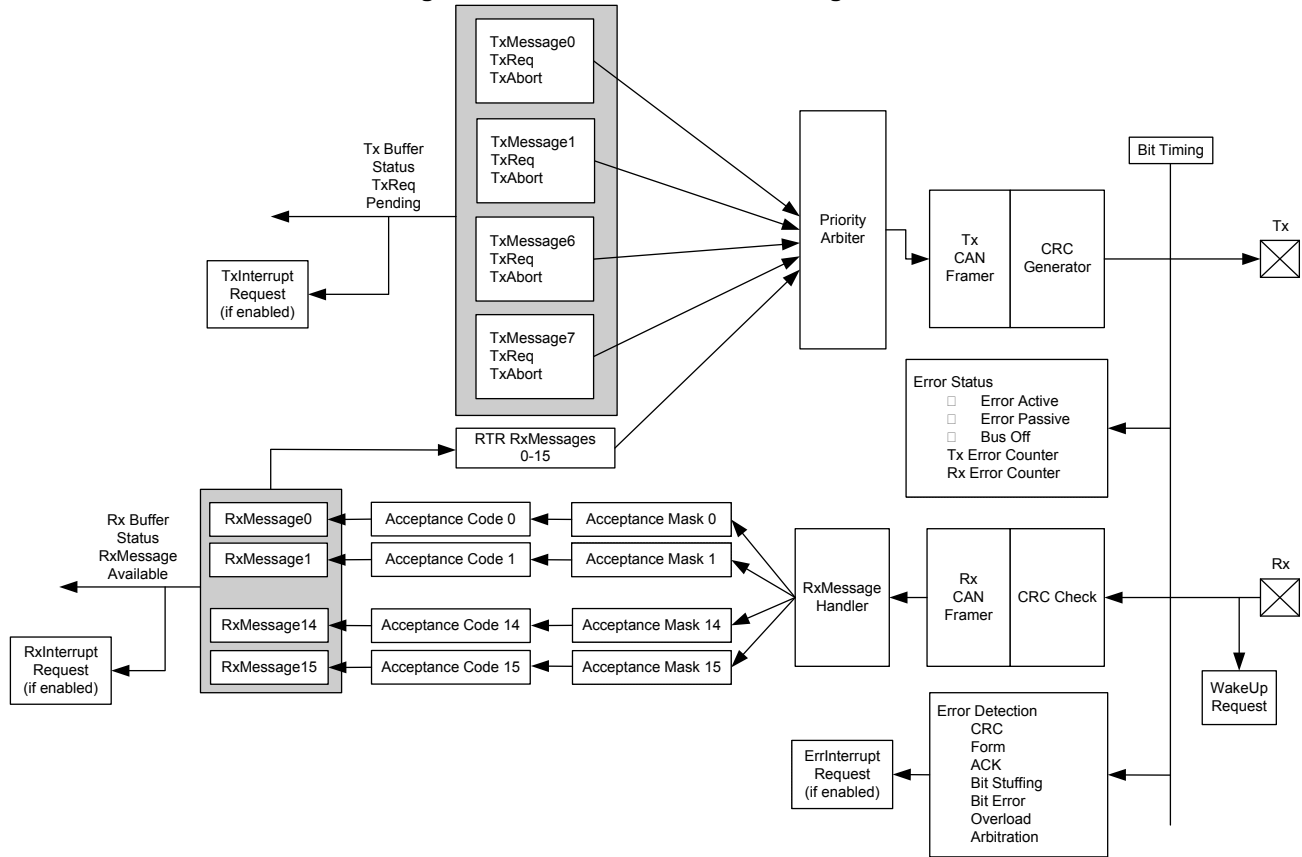 TxMessage0
TxReq
TxAbort
TxMessage1
TxReq
TxAbort
TxMessage6
TxReq
TxAbort
TxMessage7
TxReq
TxAbort
Tx Buffer
Status
TxReq
Pending
TxInterrupt
Request
(if enabled)
Priority
Arbiter
Tx
CAN
Framer
CRC
Generator
Bit Timing
Tx
Error Status
Error Active
Error Passive
Bus Off
Tx Error Counter
Rx Error Counter
RTR RxMessages
0-15
Rx Buffer
Status
RxMessage
Available
RxInterrupt
Request
(if enabled)
RxMessage0
Acceptance Code 0
Acceptance Mask 0
RxMessage1
Acceptance Code 1
Acceptance Mask 1
RxMessage14
Acceptance Code 14
Acceptance Mask 14
RxMessage15
Acceptance Code 15
Acceptance Mask 15
RxMessage
Handler
Rx
CAN
Framer
CRC Check
Rx
WakeUp
Request
ErrInterrupt
Request
(if enabled)
Error Detection
CRC
Form
ACK
Bit Stuffing
Bit Error
Overload
Arbitration